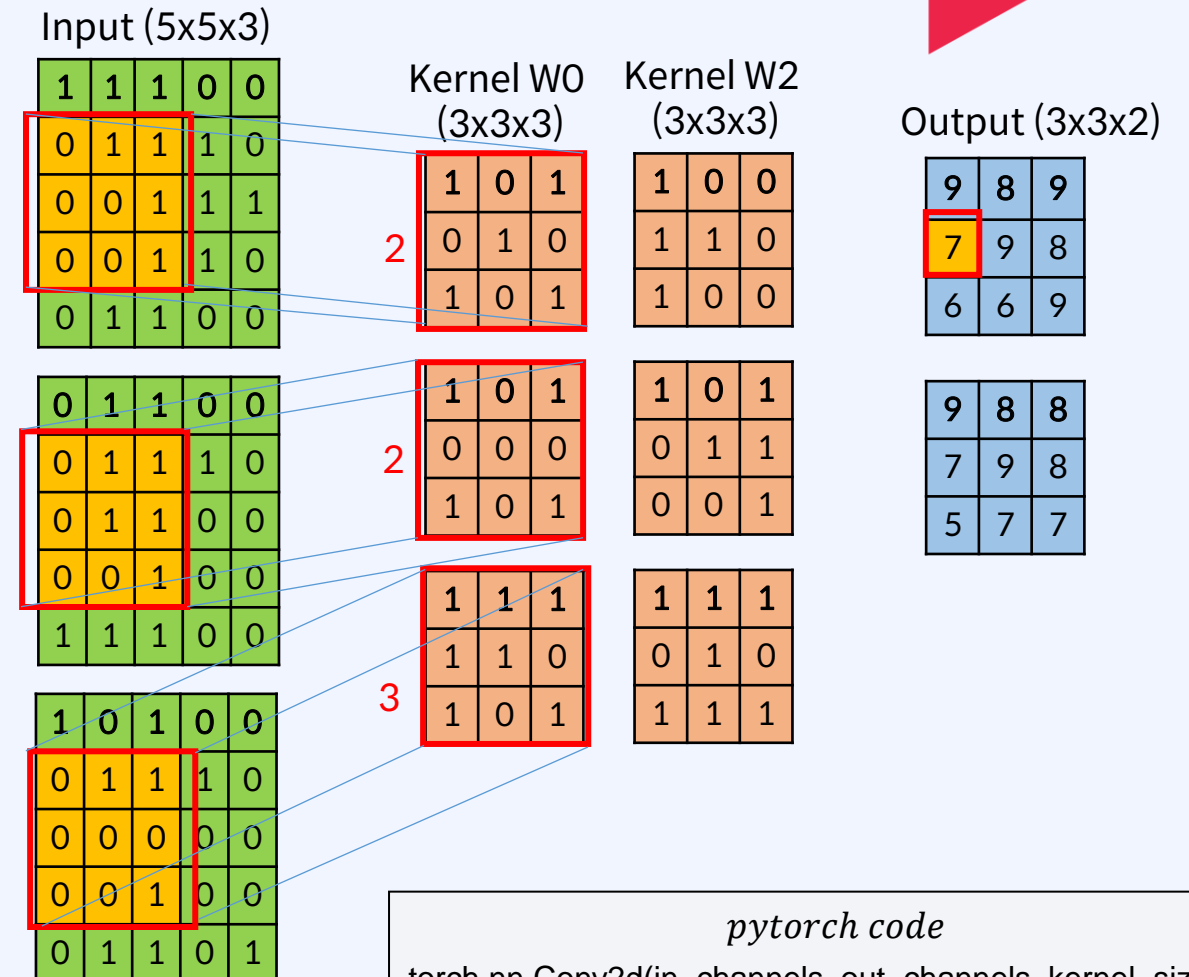 Input (5x5x3)
1 1 1 0 0
0 1 1 1 0
0 0 1 1 1
0 0 1 1 0
0 1 1 0 0
0 1 1 0 0
0 1 1 1 0
0 1 1 0 0
0 0 1 0 0
1 1 1 0 0
1 0 1 0 0
0 1 1 1 0
0 0 0 0 0
0 0 1 0 0
0 1 1 0 1
Kernel W0
(3x3x3)
2
1 0 1
0 1 0
1 0 1
2
1 0 1
0 0 0
1 0 1
3
1 1 1
1 1 0
1 0 1
Kernel W2
(3x3x3)
1 0 0
1 1 0
1 0 0
1 0 1
0 1 1
0 0 1
1 1 1
0 1 0
1 1 1
Output (3x3x2)
9 8 9
7 9 8
6 6 9
9 8 8
7 9 8
5 7 7
pytorch code
torch.nn.Conv2d(in_channels, out_channels, kernel_siz